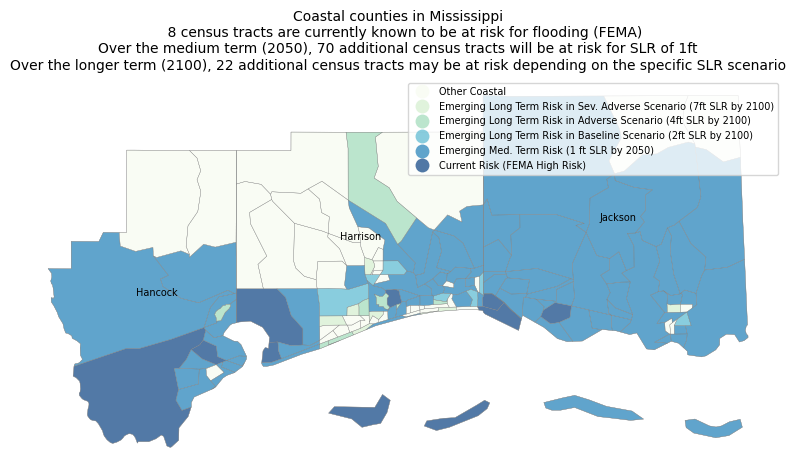 Coastal counties in Mississippi
8 census tracts are currently known to be at risk for flooding (FEMA)
Over the medium term (2050), 70 additional census tracts will be at risk for SLR of 1ft
Over the longer term (2100), 22 additional census tracts may be at risk depending on the specific SLR scenario
Other Coastal
Emerging Long Term Risk in Sev. Adverse Scenario (7ft SLR by 2100)
Emerging Long Term Risk in Adverse Scenario (4ft SLR by 2100)
Emerging Long Term Risk in Baseline Scenario (2ft SLR by 2100)
Emerging Med. Term Risk (1 ft SLR by 2050)
Current Risk (FEMA High Risk)
Jackson
Harrison
Hancock